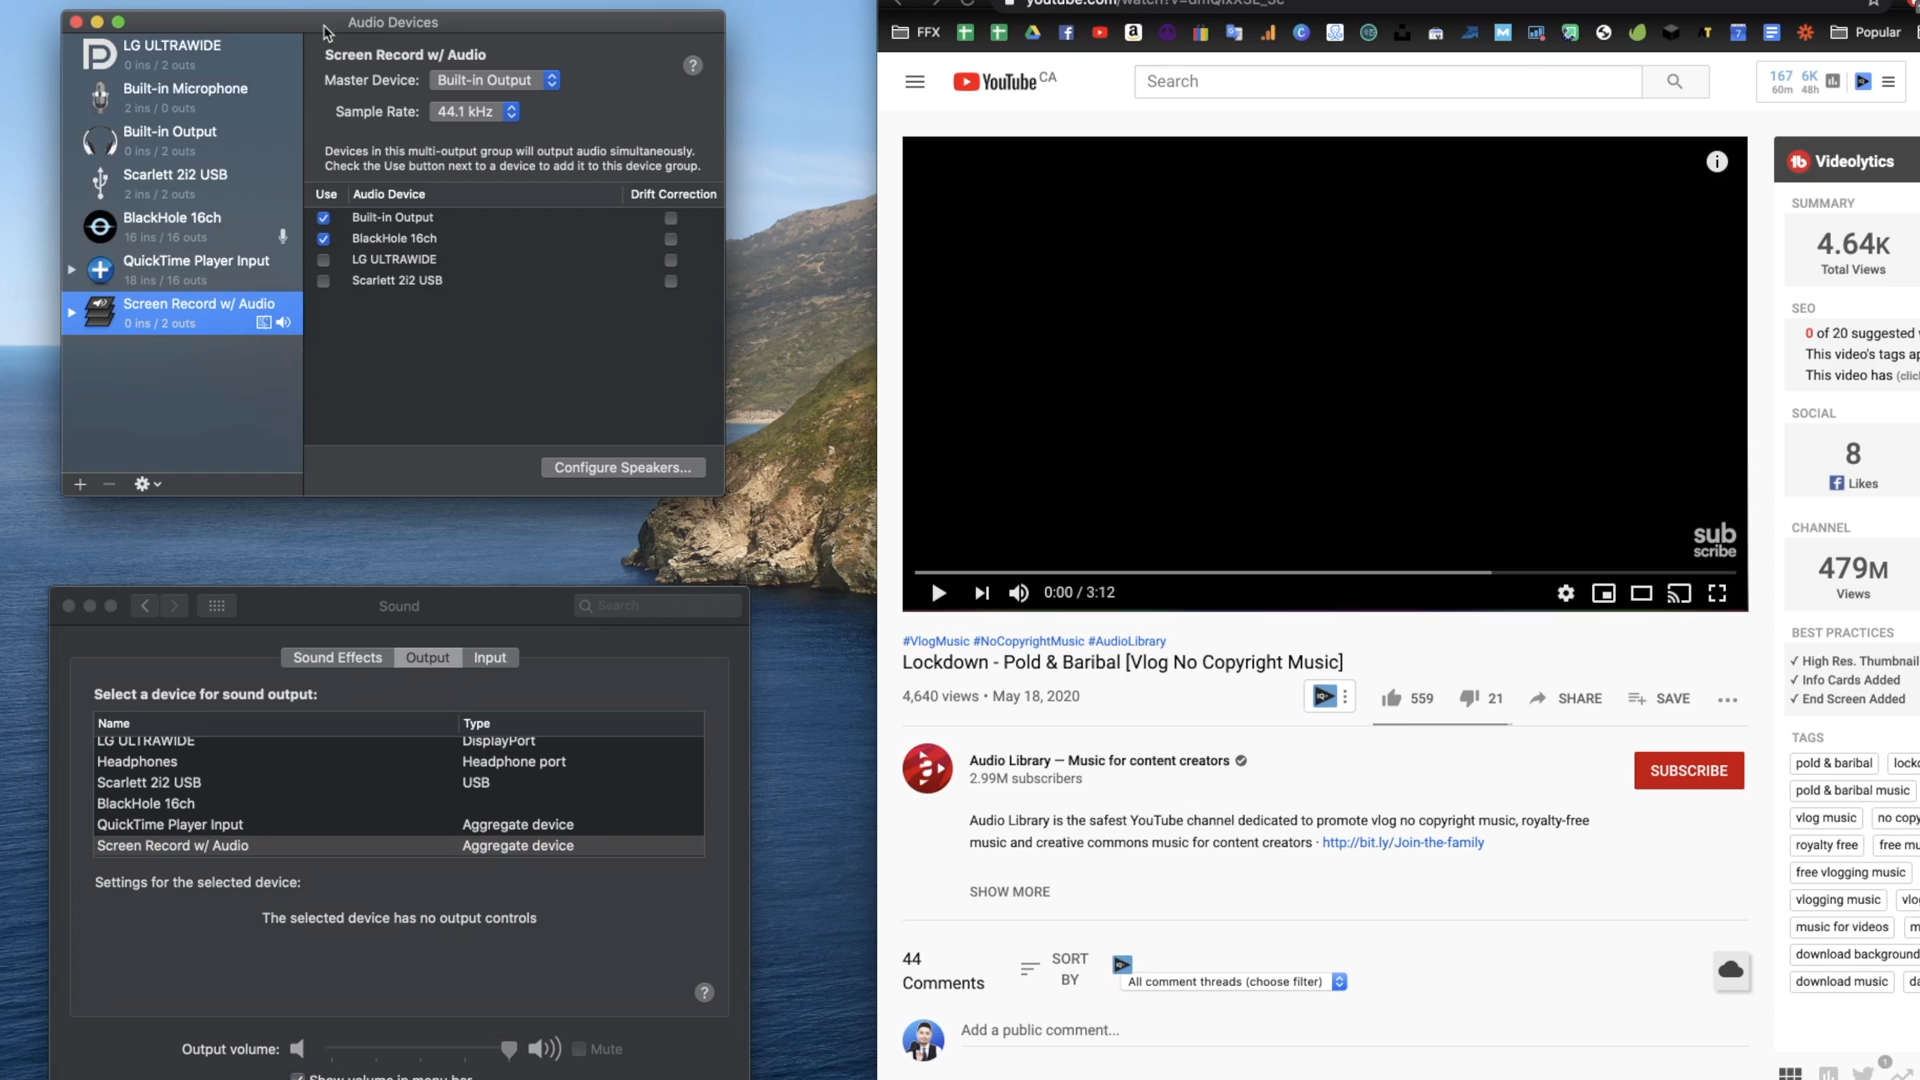 Audio Devices
LG ULTRAWIDE
0 ins / 2 outs
Built-in Microphone
2 ins / 0 outs
Built-in Output
0 ins / 2 outs
Scarlett 2i2 USB
2 ins / 2 outs
BlackHole 16ch
16 ins / 16 outs
QuickTime Player Input
18 ins / 16 outs
Screen Record w/ Audio
0 ins / 2 outs
Screen Record w/ Audio
?
Master Device: Built-in Output
Sample Rate: 44.1 kHz
Devices in this multi-output group will output audio simultaneously.
Check the Use button next to a device to add it to this device group.
Use Audio Device Drift Correction
Built-in Output
BlackHole 16ch
LG ULTRAWIDE
Scarlett 2i2 USB
Configure Speakers...
Sound
Search
Sound Effects Output Input
Select a device for sound output:
Name Type
LG ULTRAWIDE DisplayPort
Headphones Headphone port
Scarlett 2i2 USB USB
BlackHole 16ch
QuickTime Player Input Aggregate device
Screen Record w/ Audio Aggregate device
Settings for the selected device:
The selected device has no output controls
?
Output volume: Mute
Show volume in menu bar
FFX
Popular
YouTube CA
Search
167 6K
60m 48h
sub
scribe
0:00 / 3:12
#VlogMusic #NoCopyrightMusic #AudioLibrary
Lockdown - Pold & Baribal [Vlog No Copyright Music]
4,640 views • May 18, 2020
559 21 SHARE SAVE
Audio Library — Music for content creators
2.99M subscribers
SUBSCRIBE
Audio Library is the safest YouTube channel dedicated to promote vlog no copyright music, royalty-free
music and creative commons music for content creators · http://bit.ly/Join-the-family
SHOW MORE
44
Comments
SORT
BY
All comment threads (choose filter)
Add a public comment...
Videolytics
SUMMARY
4.64K
Total Views
SEO
0 of 20 suggested
This video's tags
This video has
SOCIAL
8
Likes
CHANNEL
479M
Views
BEST PRACTICES
✓ High Res. Thumbnail
✓ Info Cards Added
✓ End Screen Added
TAGS
pold & baribal
pold & baribal music
vlog music no
royalty free free
free vlogging music
vlogging music
music for videos
download background
download music
1